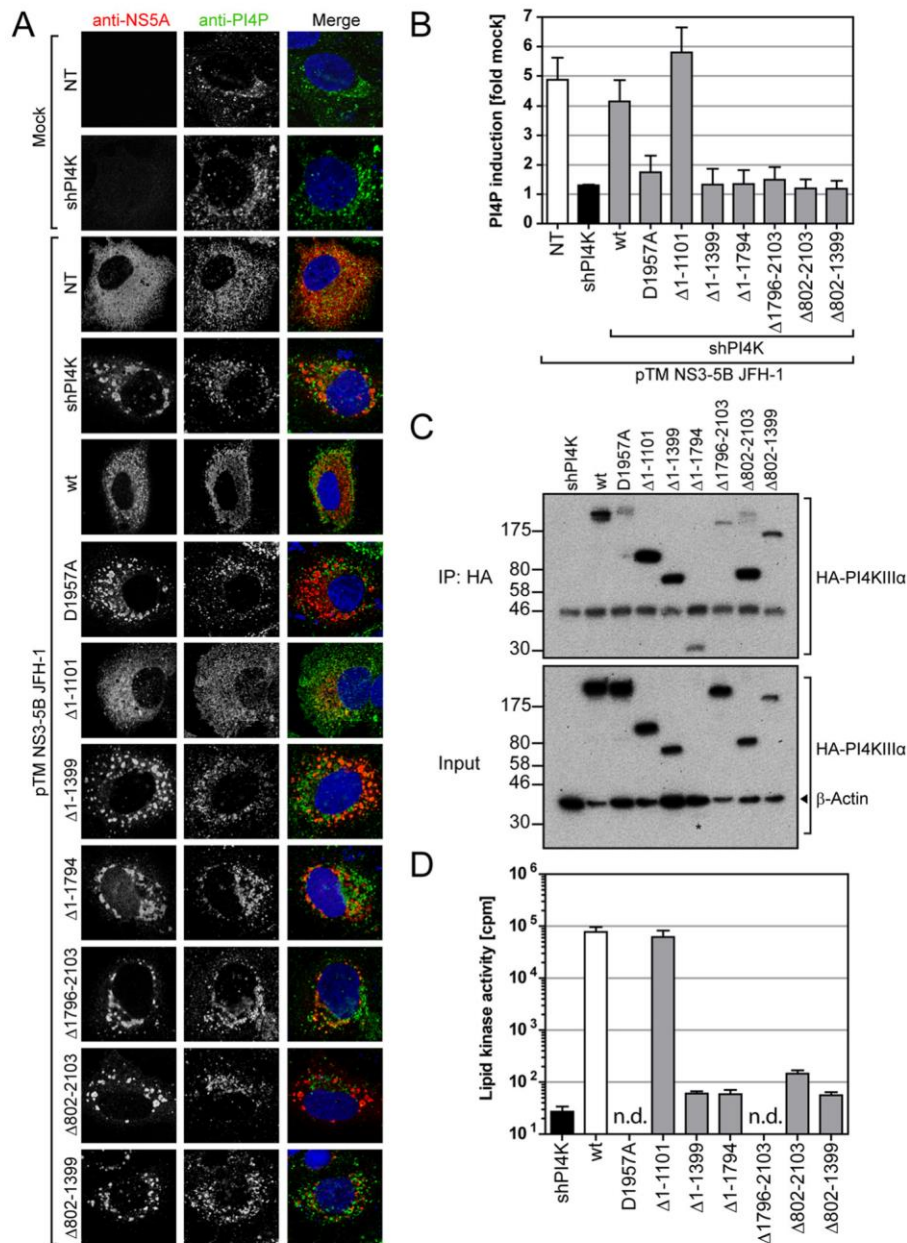 A
anti-NS5A anti-PI4P Merge
Mock
NT
shPI4K
pTM NS3-5B JFH-1
NT
shPI4K
wt
D1957A
Δ1-1101
Δ1-1399
Δ1-1794
Δ1796-2103
Δ802-2103
Δ802-1399
B
PI4P induction [fold mock]
7
6
5
4
3
2
1
0
NT shPI4K wt D1957A Δ1-1101 Δ1-1399 Δ1-1794 Δ1796-2103 Δ802-2103 Δ802-1399
shPI4K
pTM NS3-5B JFH-1
C
shPI4K wt D1957A Δ1-1101 Δ1-1399 Δ1-1794 Δ1796-2103 Δ802-2103 Δ802-1399
IP: HA
175
80
58
46
30
HA-PI4KIIIα
Input
175
80
58
46
30
HA-PI4KIIIα
β-Actin
*
D
Lipid kinase activity [cpm]
10⁶
10⁵
10⁴
10³
10²
10¹
n.d. n.d.
shPI4K wt D1957A Δ1-1101 Δ1-1399 Δ1-1794 Δ1796-2103 Δ802-2103 Δ802-1399